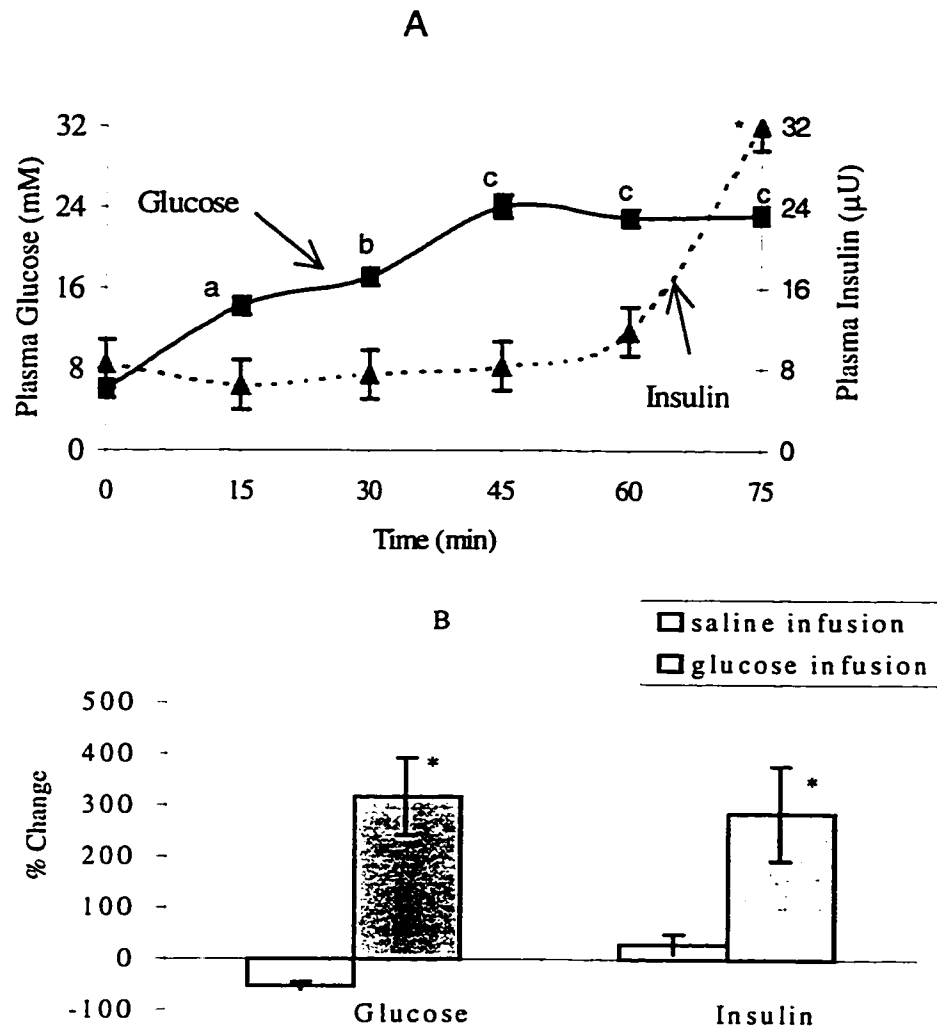 A
32
24
16
8
0
Plasma Glucose (mM)
Glucose
a
b
c
c
c
*
Insulin
32
24
16
8
0
Plasma Insulin (µU)
0 15 30 45 60 75
Time (min)
B
saline infusion
glucose infusion
500
400
300
200
100
0
-100
% Change
*
*
Glucose Insulin